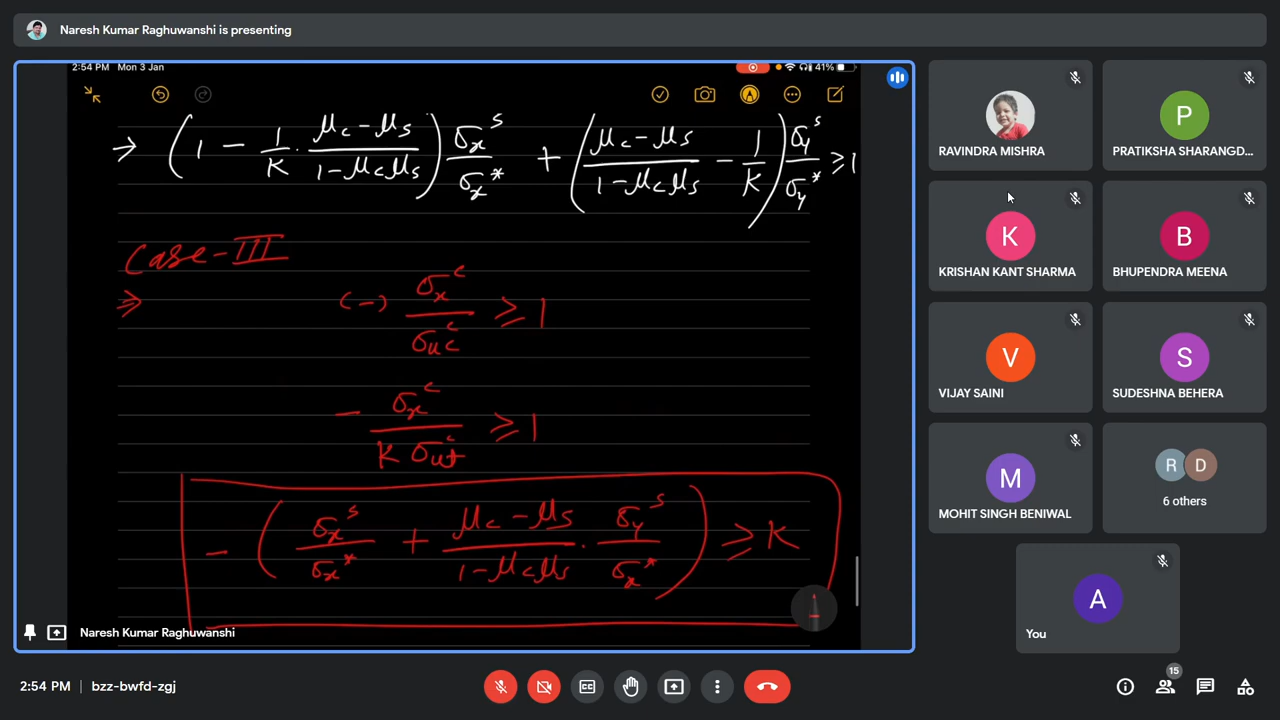 Naresh Kumar Raghuwanshi is presenting
2:54 PM Mon 3 Jan
41%
⇒ (1 - 1/K · (μc - μs)/(1 - μcμs)) σx^s/σx* + ((μc - μs)/(1 - μcμs) - 1/K) σy^s/σy* ≥ 1
Case-III
⇒ (-) σx^c/σuc^c ≥ 1
- σx^c/(K σut^c) ≥ 1
- (σx^s/σx* + (μc - μs)/(1 - μcμs) · σy^s/σx*) ≥ K
Naresh Kumar Raghuwanshi
RAVINDRA MISHRA
P
PRATIKSHA SHARANGD...
K
KRISHAN KANT SHARMA
B
BHUPENDRA MEENA
V
VIJAY SAINI
S
SUDESHNA BEHERA
M
MOHIT SINGH BENIWAL
R D
6 others
A
You
2:54 PM | bzz-bwfd-zgj
CC
15